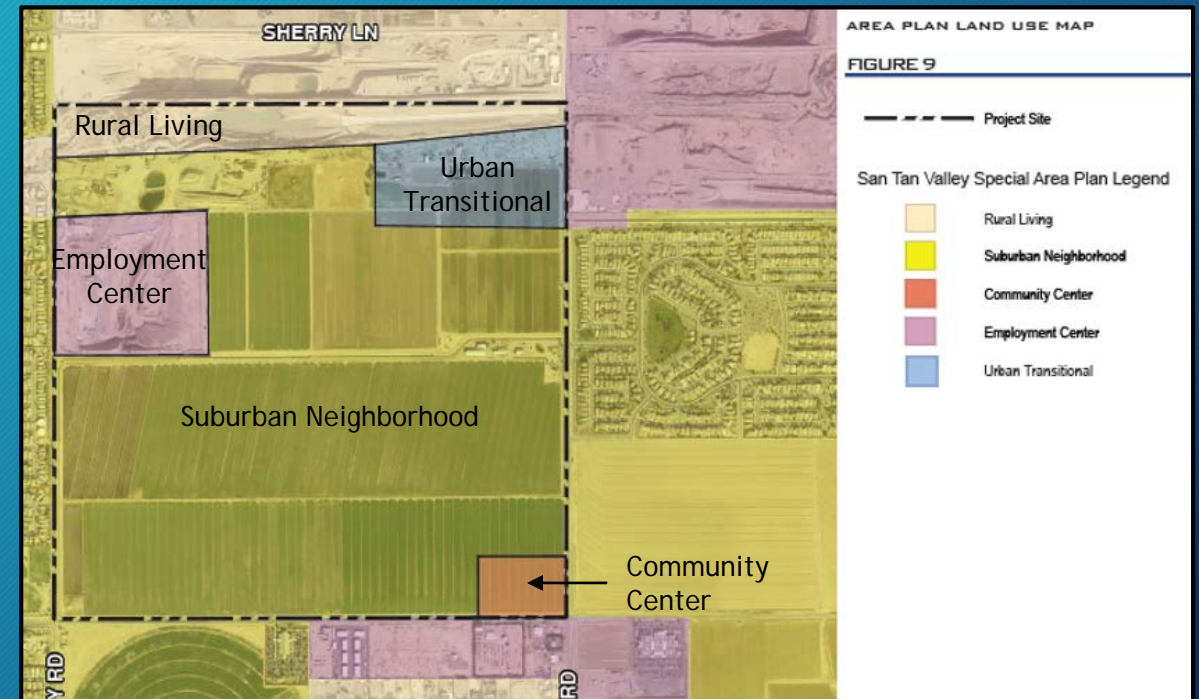 SHERRY LN
Rural Living
Urban
Transitional
Employment
Center
Suburban Neighborhood
Community
Center
Y RD
RD
AREA PLAN LAND USE MAP
FIGURE 9
Project Site
San Tan Valley Special Area Plan Legend
Rural Living
Suburban Neighborhood
Community Center
Employment Center
Urban Transitional